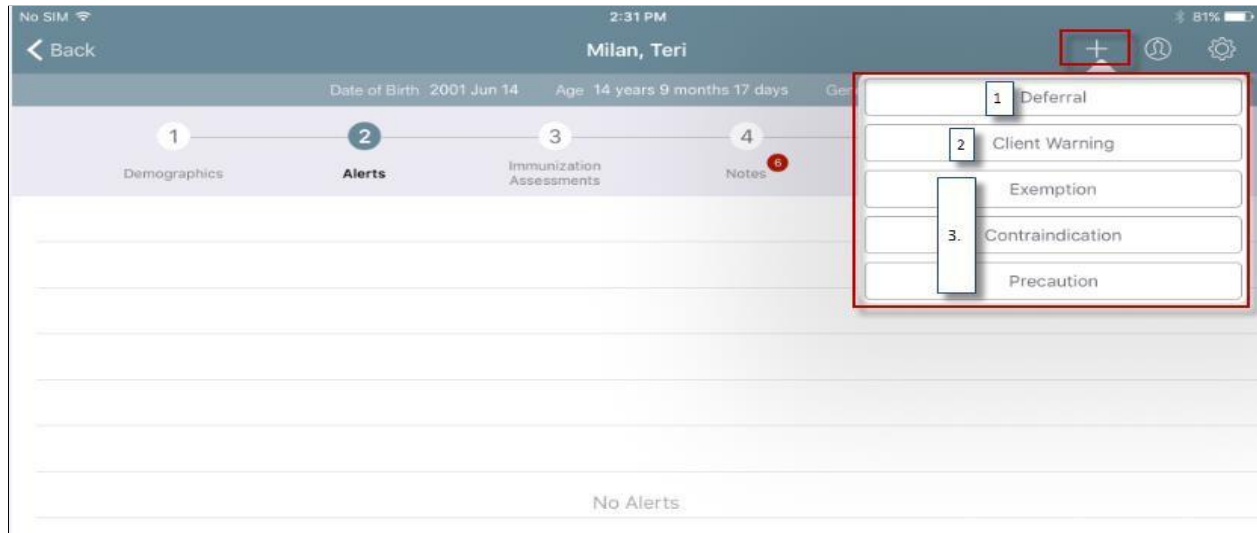 No SIM 2:31 PM 81%
Back Milan, Teri
Date of Birth 2001 Jun 14 Age 14 years 9 months 17 days
1 Deferral
2 Client Warning
Exemption
3. Contraindication
Precaution
1 2 3 4
Demographics Alerts Immunization Assessments Notes 6
No Alerts